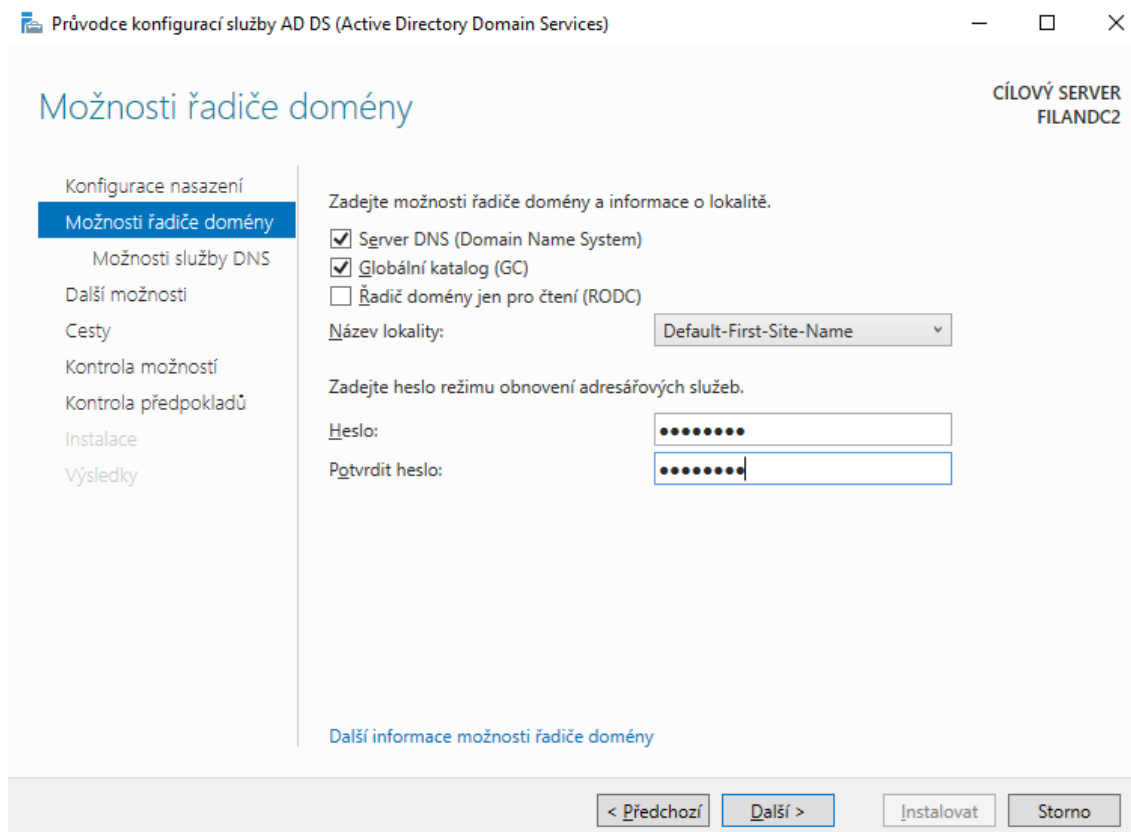 Průvodce konfigurací služby AD DS (Active Directory Domain Services)
Možnosti řadiče domény
CÍLOVÝ SERVER
FILANDC2
Konfigurace nasazení
Možnosti řadiče domény
Možnosti služby DNS
Další možnosti
Cesty
Kontrola možností
Kontrola předpokladů
Instalace
Výsledky
Zadejte možnosti řadiče domény a informace o lokalitě.
Server DNS (Domain Name System)
Globální katalog (GC)
Řadič domény jen pro čtení (RODC)
Název lokality: Default-First-Site-Name
Zadejte heslo režimu obnovení adresářových služeb.
Heslo: ●●●●●●●●
Potvrdit heslo: ●●●●●●●●
Další informace možnosti řadiče domény
< Předchozí Další > Instalovat Storno